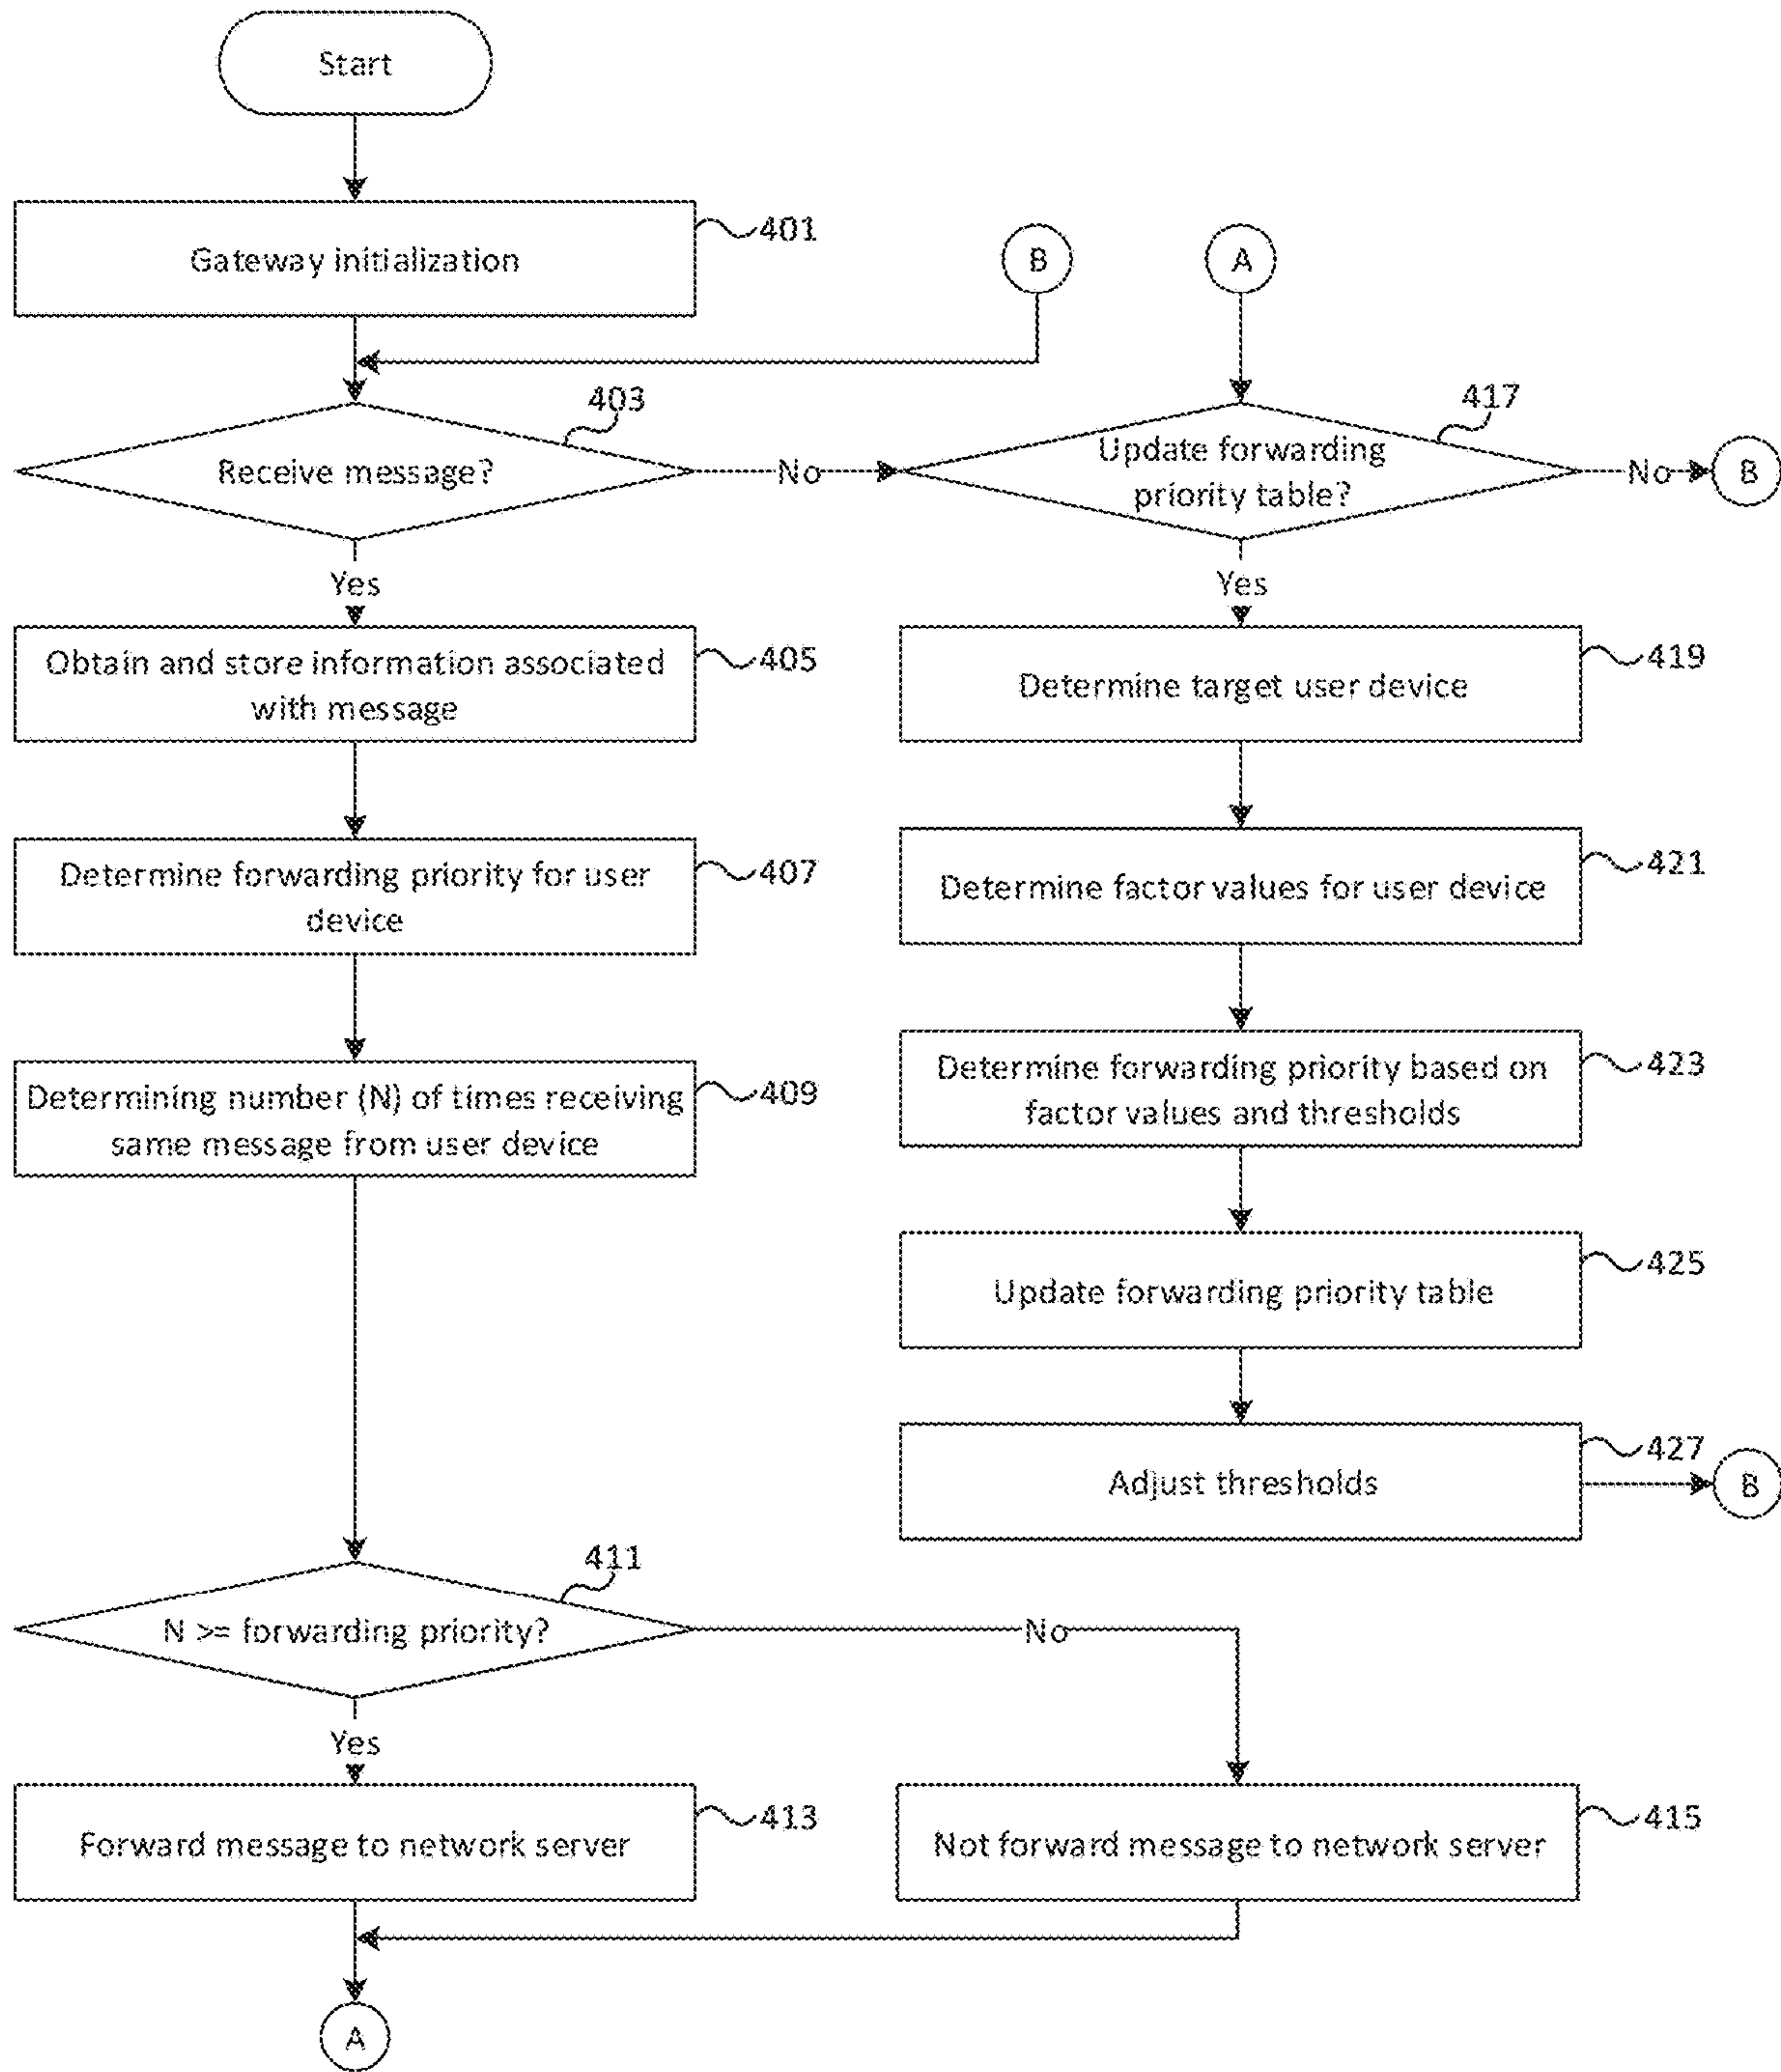 Start
Gateway initialization
401
B
A
Receive message?
403
No
Update forwarding
priority table?
417
No
B
Yes
Yes
Obtain and store information associated
with message
405
Determine target user device
419
Determine forwarding priority for user
device
407
Determine factor values for user device
421
Determining number (N) of times receiving
same message from user device
409
Determine forwarding priority based on
factor values and thresholds
423
Update forwarding priority table
425
Adjust thresholds
427
B
N >= forwarding priority?
411
No
Yes
Forward message to network server
413
Not forward message to network server
415
A